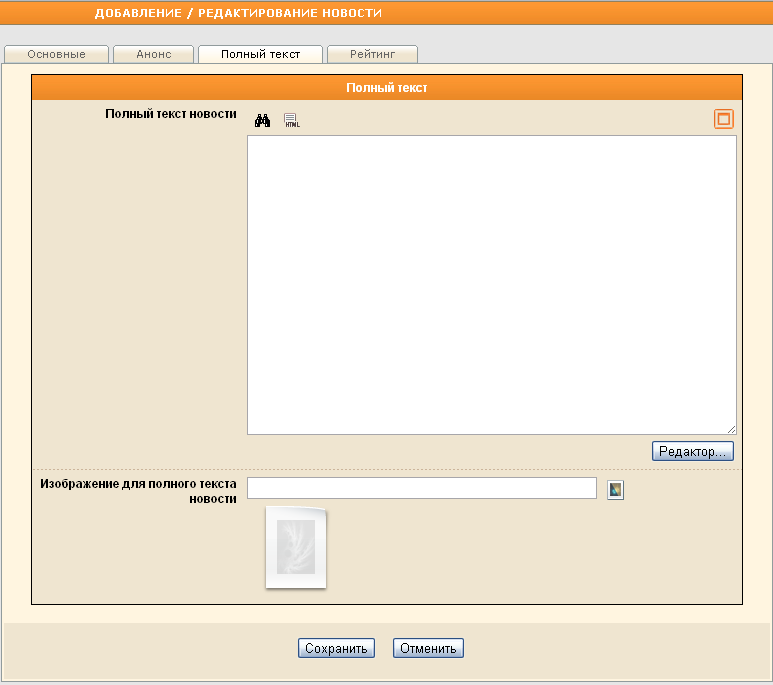 ДОБАВЛЕНИЕ / РЕДАКТИРОВАНИЕ НОВОСТИ
Основные Анонс Полный текст Рейтинг
Полный текст
Полный текст новости
HTML
Редактор...
Изображение для полного текста
новости
Сохранить Отменить